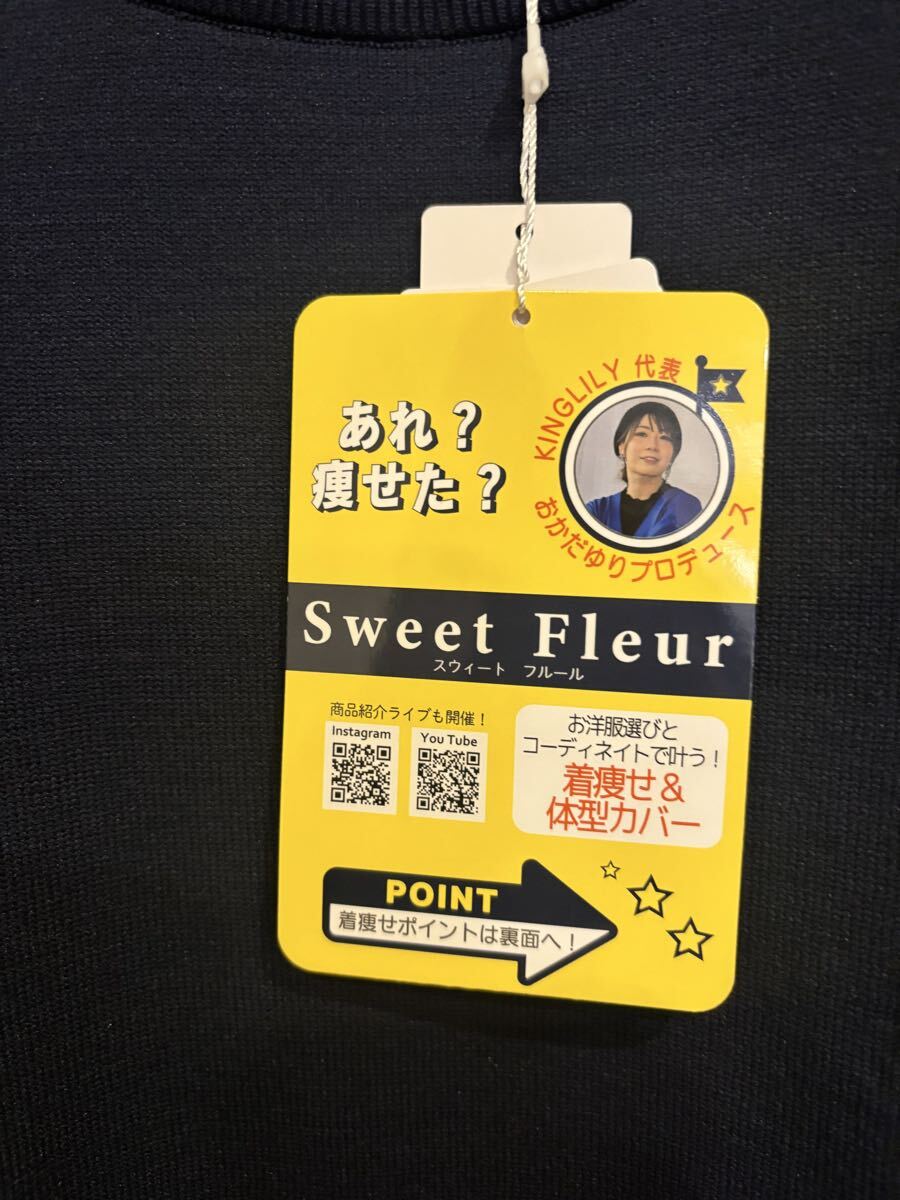 あれ？
痩せた？
KINGLILY 代表
おかだゆりプロデュース
Sweet Fleur
スウィート フルール
商品紹介ライブも開催！
Instagram
You Tube
お洋服選びと
コーディネイトで叶う！
着痩せ＆
体型カバー
POINT
着痩せポイントは裏面へ！